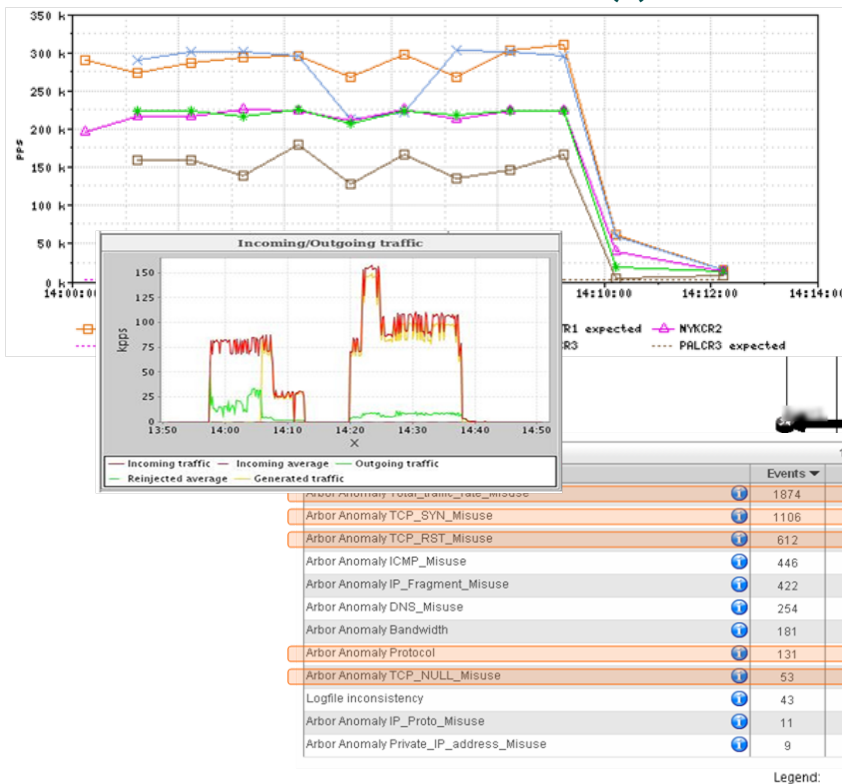 350 k
300 k
250 k
200 k
150 k
100 k
50 k
0 k
pps
14:00:00
14:10:00 14:12:00 14:14:00
R1 expected NYKCR2
R3 PALCR3 expected
Incoming/Outgoing traffic
150
125
100
75
50
25
0
kpps
13:50 14:00 14:10 14:20 14:30 14:40 14:50
X
Incoming traffic Incoming average Outgoing traffic
Reinjected average Generated traffic
Events
Arbor Anomaly Total_traffic_rate_Misuse 1874
Arbor Anomaly TCP_SYN_Misuse 1106
Arbor Anomaly TCP_RST_Misuse 612
Arbor Anomaly ICMP_Misuse 446
Arbor Anomaly IP_Fragment_Misuse 422
Arbor Anomaly DNS_Misuse 254
Arbor Anomaly Bandwidth 181
Arbor Anomaly Protocol 131
Arbor Anomaly TCP_NULL_Misuse 53
Logfile inconsistency 43
Arbor Anomaly IP_Proto_Misuse 11
Arbor Anomaly Private_IP_address_Misuse 9
Legend: